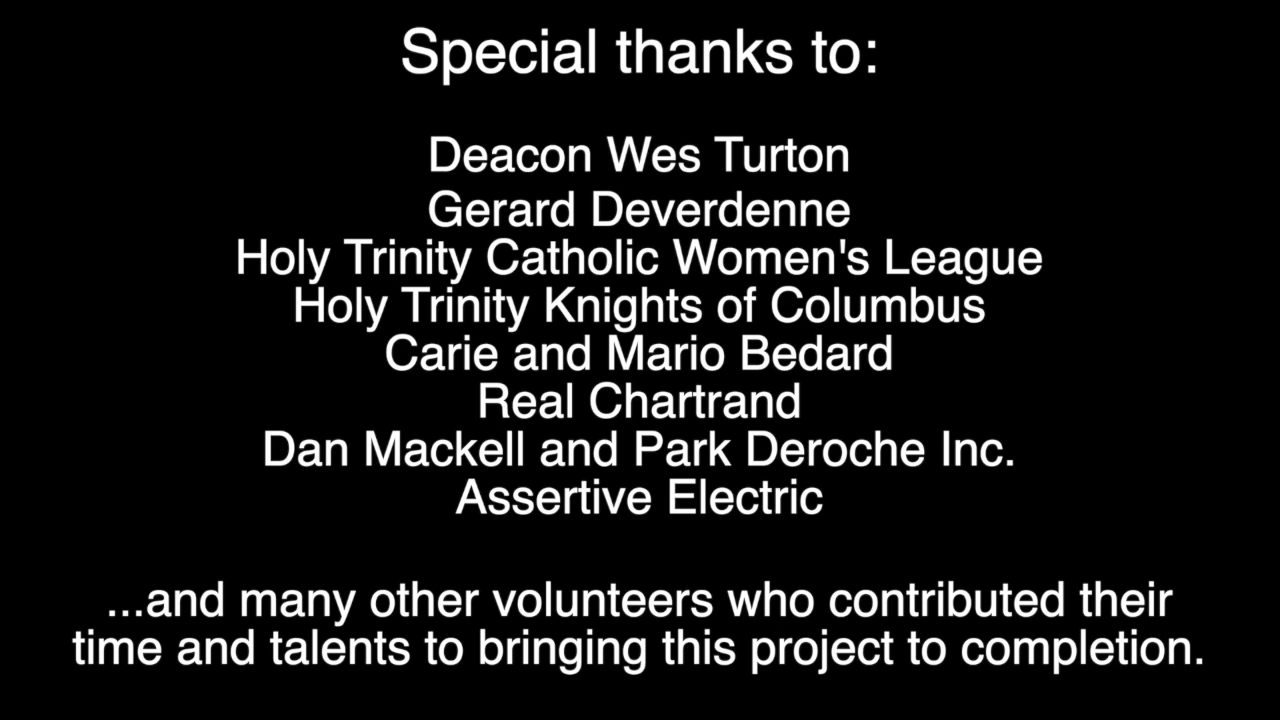 Special thanks to:
Deacon Wes Turton
Gerard Deverdenne
Holy Trinity Catholic Women's League
Holy Trinity Knights of Columbus
Carie and Mario Bedard
Real Chartrand
Dan Mackell and Park Deroche Inc.
Assertive Electric
...and many other volunteers who contributed their
time and talents to bringing this project to completion.